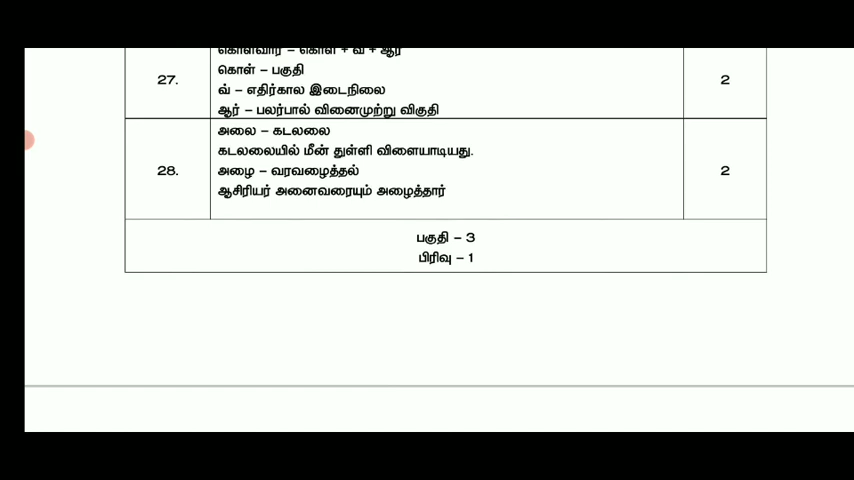 கொள்வார் – கொள் + வ் + ஆர்
27.
கொள் – பகுதி
வ் – எதிர்கால இடைநிலை
ஆர் – பலர்பால் வினைமுற்று விகுதி
2
28.
அலை – கடலலை
கடலலையில் மீன் துள்ளி விளையாடியது.
அழை – வரவழைத்தல்
ஆசிரியர் அனைவரையும் அழைத்தார்
2
பகுதி – 3
பிரிவு – 1